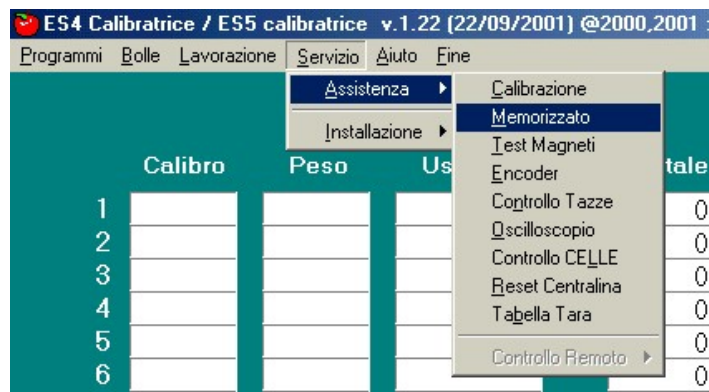 ES4 Calibratrice / ES5 calibratrice v.1.22 (22/09/2001) @2000,2001
Programmi Bolle Lavorazione Servizio Aiuto Fine
Assistenza
Installazione
Calibrazione
Memorizzato
Test Magneti
Encoder
Controllo Tazze
Oscilloscopio
Controllo CELLE
Reset Centralina
Tabella Tara
Controllo Remoto
Calibro Peso Us tale
1 0
2 0
3 0
4 0
5 0
6 0